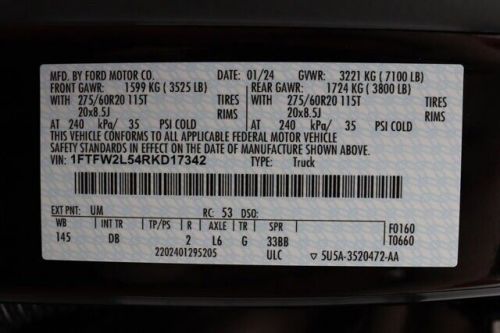 MFD. BY FORD MOTOR CO. DATE: 01/24 GVWR: 3221 KG ( 7100 LB)
FRONT GAWR: 1599 KG ( 3525 LB) REAR GAWR: 1724 KG ( 3800 LB)
WITH 275/60R20 115T TIRES WITH 275/60R20 115T TIRES
20x8.5J RIMS 20x8.5J RIMS
AT 240 kPa/ 35 PSI COLD AT 240 kPa/ 35 PSI COLD
THIS VEHICLE CONFORMS TO ALL APPLICABLE FEDERAL MOTOR VEHICLE
SAFETY STANDARDS IN EFFECT ON THE DATE OF MANUFACTURE SHOWN ABOVE.
VIN: 1FTFW2L54RKD17342 TYPE: Truck
EXT PNT: UM RC: 53 DSO: F0160
WB INT TR TP/PS R AXLE TR SPR T0660
145 DB 2 L6 G 33BB
2202401295205 ULC 5U5A-3520472-AA